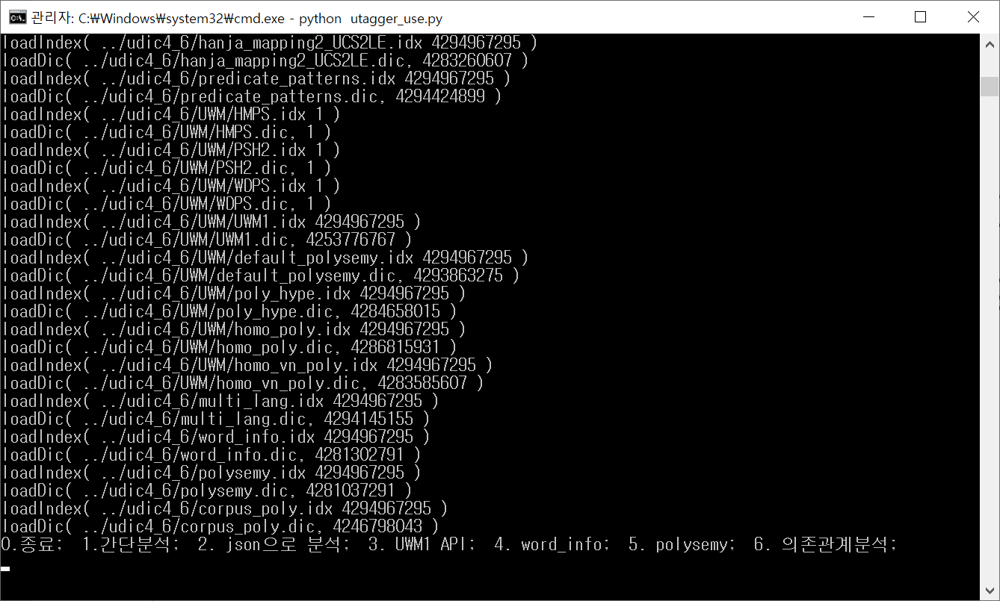 관리자: C:₩Windows₩system32₩cmd.exe - python  utagger_use.py
loadIndex( ../udic4_6/hanja_mapping2_UCS2LE.idx 4294967295 )
loadDic( ../udic4_6/hanja_mapping2_UCS2LE.dic, 4283260607 )
loadIndex( ../udic4_6/predicate_patterns.idx 4294967295 )
loadDic( ../udic4_6/predicate_patterns.dic, 4294424899 )
loadIndex( ../udic4_6/UWM/HMPS.idx 1 )
loadDic( ../udic4_6/UWM/HMPS.dic, 1 )
loadIndex( ../udic4_6/UWM/PSH2.idx 1 )
loadDic( ../udic4_6/UWM/PSH2.dic, 1 )
loadIndex( ../udic4_6/UWM/WDPS.idx 1 )
loadDic( ../udic4_6/UWM/WDPS.dic, 1 )
loadIndex( ../udic4_6/UWM/UWM1.idx 4294967295 )
loadDic( ../udic4_6/UWM/UWM1.dic, 4253776767 )
loadIndex( ../udic4_6/UWM/default_polysemy.idx 4294967295 )
loadDic( ../udic4_6/UWM/default_polysemy.dic, 4293863275 )
loadIndex( ../udic4_6/UWM/poly_hype.idx 4294967295 )
loadDic( ../udic4_6/UWM/poly_hype.dic, 4284658015 )
loadIndex( ../udic4_6/UWM/homo_poly.idx 4294967295 )
loadDic( ../udic4_6/UWM/homo_poly.dic, 4286815931 )
loadIndex( ../udic4_6/UWM/homo_vn_poly.idx 4294967295 )
loadDic( ../udic4_6/UWM/homo_vn_poly.dic, 4283585607 )
loadIndex( ../udic4_6/multi_lang.idx 4294967295 )
loadDic( ../udic4_6/multi_lang.dic, 4294145155 )
loadIndex( ../udic4_6/word_info.idx 4294967295 )
loadDic( ../udic4_6/word_info.dic, 4281302791 )
loadIndex( ../udic4_6/polysemy.idx 4294967295 )
loadDic( ../udic4_6/polysemy.dic, 4281037291 )
loadIndex( ../udic4_6/corpus_poly.idx 4294967295 )
loadDic( ../udic4_6/corpus_poly.dic, 4246798043 )
0.종료;  1.간단분석;  2. json으로 분석;  3. UWM1 API;  4. word_info;  5. polysemy;  6. 의존관계분석;